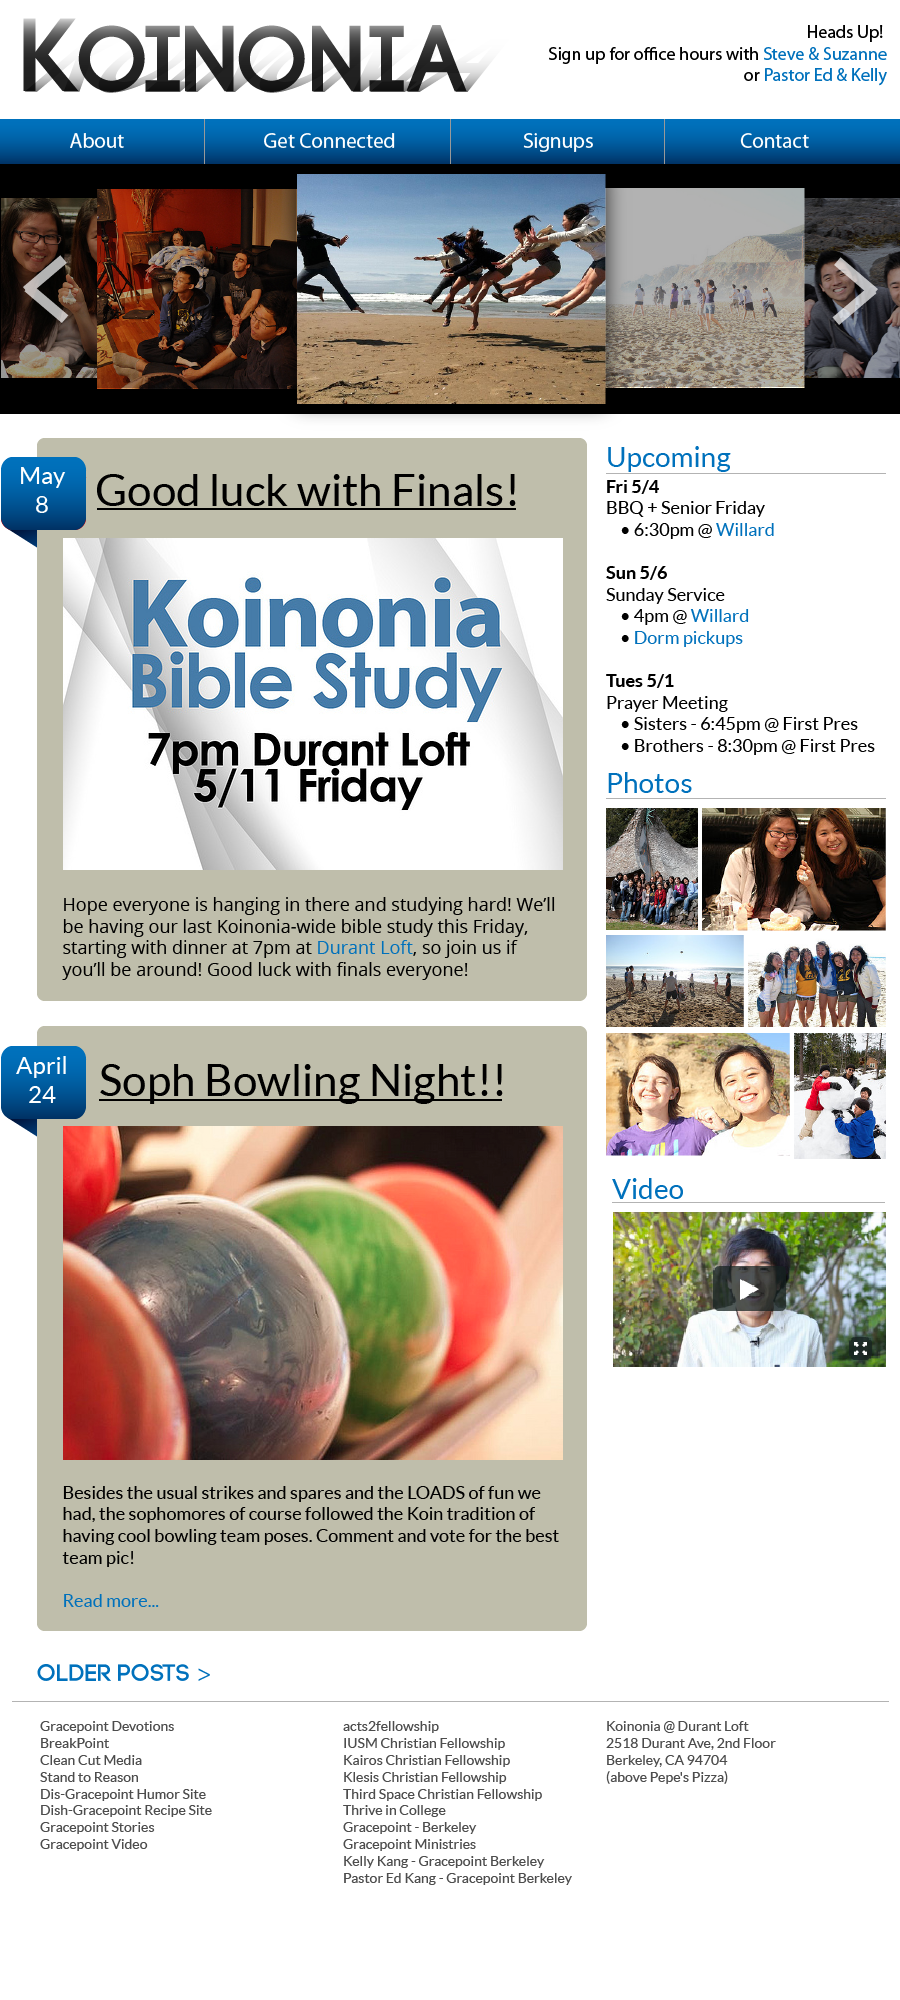 KOINONIA
Heads Up!
Sign up for office hours with Steve & Suzanne
or Pastor Ed & Kelly
About
Get Connected
Signups
Contact
May
8
Good luck with Finals!
Koinonia
Bible Study
7pm Durant Loft
5/11 Friday
Hope everyone is hanging in there and studying hard! We'll
be having our last Koinonia-wide bible study this Friday,
starting with dinner at 7pm at Durant Loft, so join us if
you'll be around! Good luck with finals everyone!
April
24
Soph Bowling Night!!
Besides the usual strikes and spares and the LOADS of fun we
had, the sophomores of course followed the Koin tradition of
having cool bowling team poses. Comment and vote for the best
team pic!
Read more...
OLDER POSTS >
Upcoming
Fri 5/4
BBQ + Senior Friday
• 6:30pm @ Willard
Sun 5/6
Sunday Service
• 4pm @ Willard
• Dorm pickups
Tues 5/1
Prayer Meeting
• Sisters - 6:45pm @ First Pres
• Brothers - 8:30pm @ First Pres
Photos
Video
Gracepoint Devotions
BreakPoint
Clean Cut Media
Stand to Reason
Dis-Gracepoint Humor Site
Dish-Gracepoint Recipe Site
Gracepoint Stories
Gracepoint Video
acts2fellowship
IUSM Christian Fellowship
Kairos Christian Fellowship
Klesis Christian Fellowship
Third Space Christian Fellowship
Thrive in College
Gracepoint - Berkeley
Gracepoint Ministries
Kelly Kang - Gracepoint Berkeley
Pastor Ed Kang - Gracepoint Berkeley
Koinonia @ Durant Loft
2518 Durant Ave, 2nd Floor
Berkeley, CA 94704
(above Pepe's Pizza)